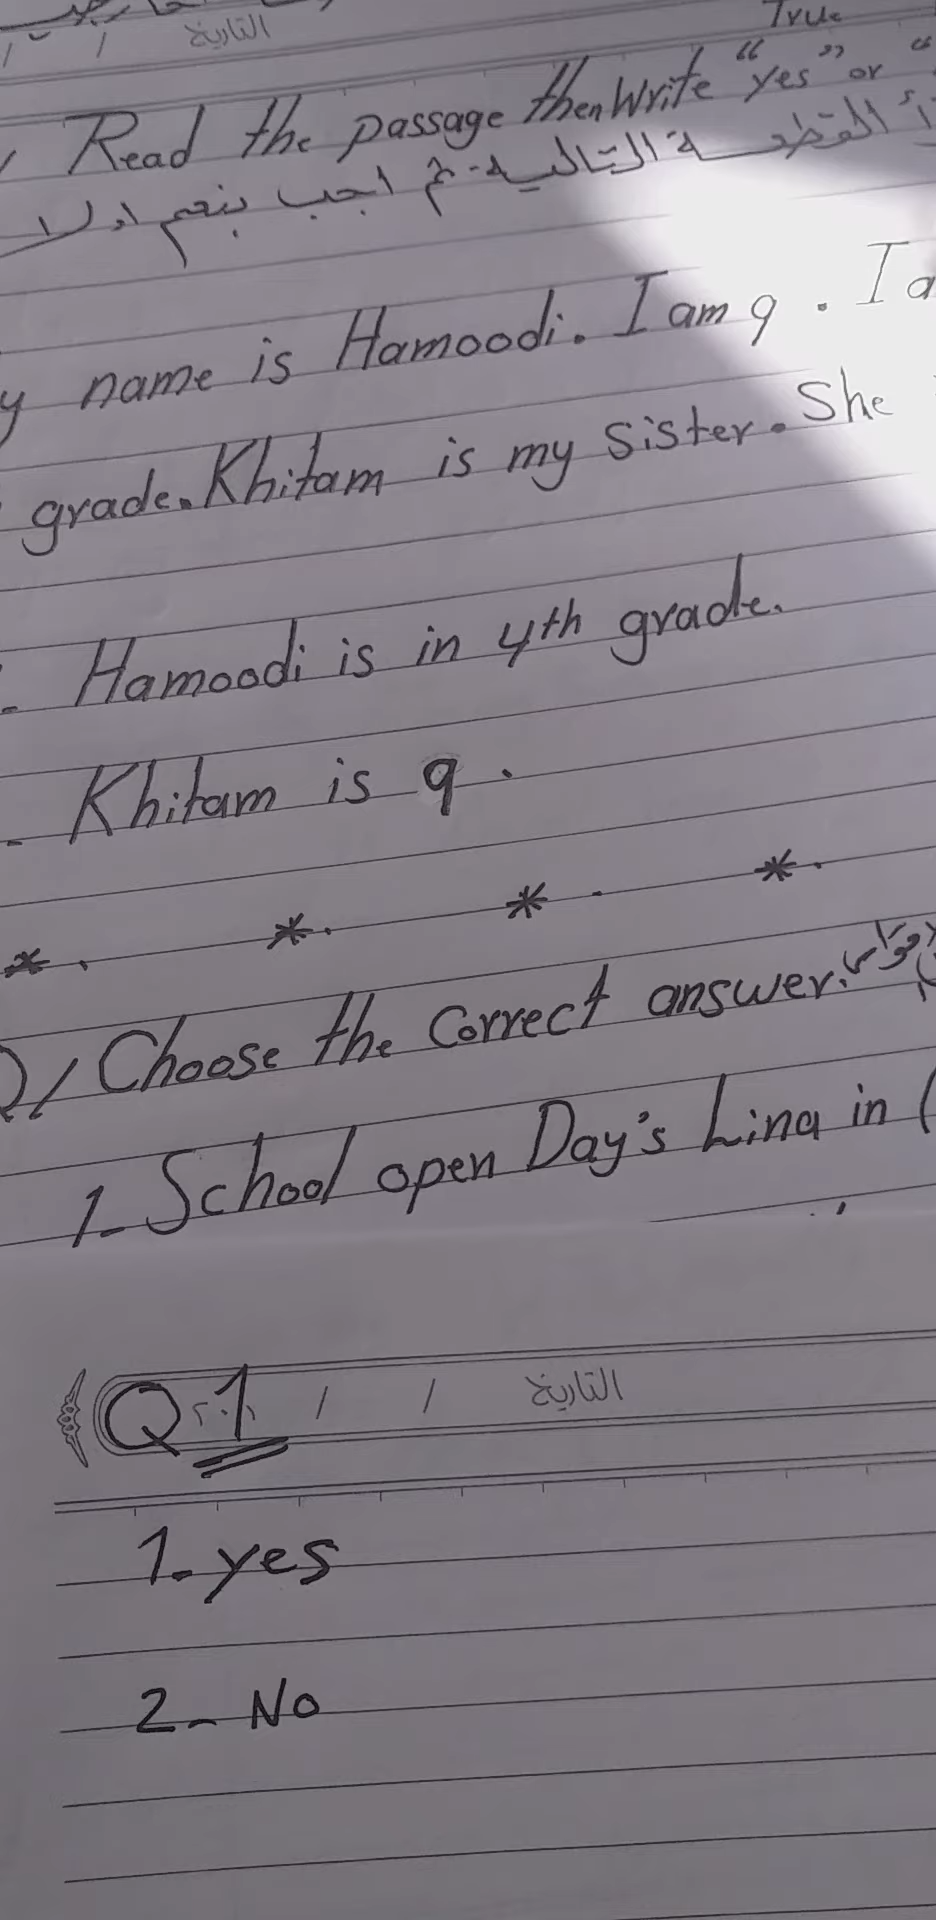 التاريخ / /
True
Read the passage then Write "yes" or "
القطعة التالية ثم اجب بنعم او لا
name is Hamoodi. I am 9. I a
grade. Khitam is my sister. She
- Hamoodi is in 4th grade.
- Khitam is 9.
*. *. *. *.
Q/ Choose the Correct answer.
1- School open Day's Lina in (
Q.1 / / التاريخ
1- yes
2- No